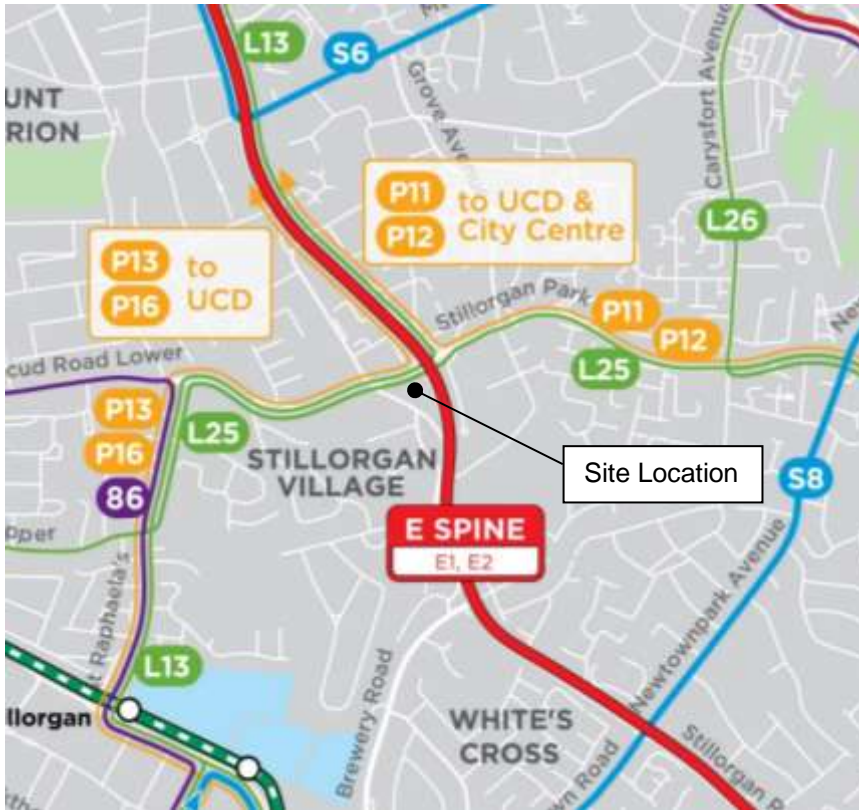 L13
S6
UNT
RION
Grove Ave
Carysfort Avenue
P11
P12
to UCD &
City Centre
L26
P13
P16
to
UCD
Stillorgan Park
P11
P12
L25
cud Road Lower
P13
P16
86
L25
STILLORGAN
VILLAGE
Site Location
S8
pper
E SPINE
E1, E2
t Raphaela's
L13
llorgan
Brewery Road
Newtownpark Avenue
WHITE'S
CROSS
wn Road
Stillorgan